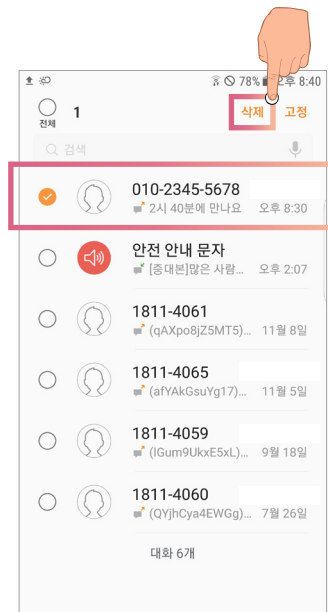 78% 오후 8:40
전체 1 삭제 고정
검색
010-2345-5678
2시 40분에 만나요 오후 8:30
안전 안내 문자
[중대본]많은 사람... 오후 2:07
1811-4061
(qAXpo8jZ5MT5)... 11월 8일
1811-4065
(afYAkGsuYg17)... 11월 5일
1811-4059
(IGum9UkxE5xL)... 9월 18일
1811-4060
(QYjhCya4EWGg)... 7월 26일
대화 6개